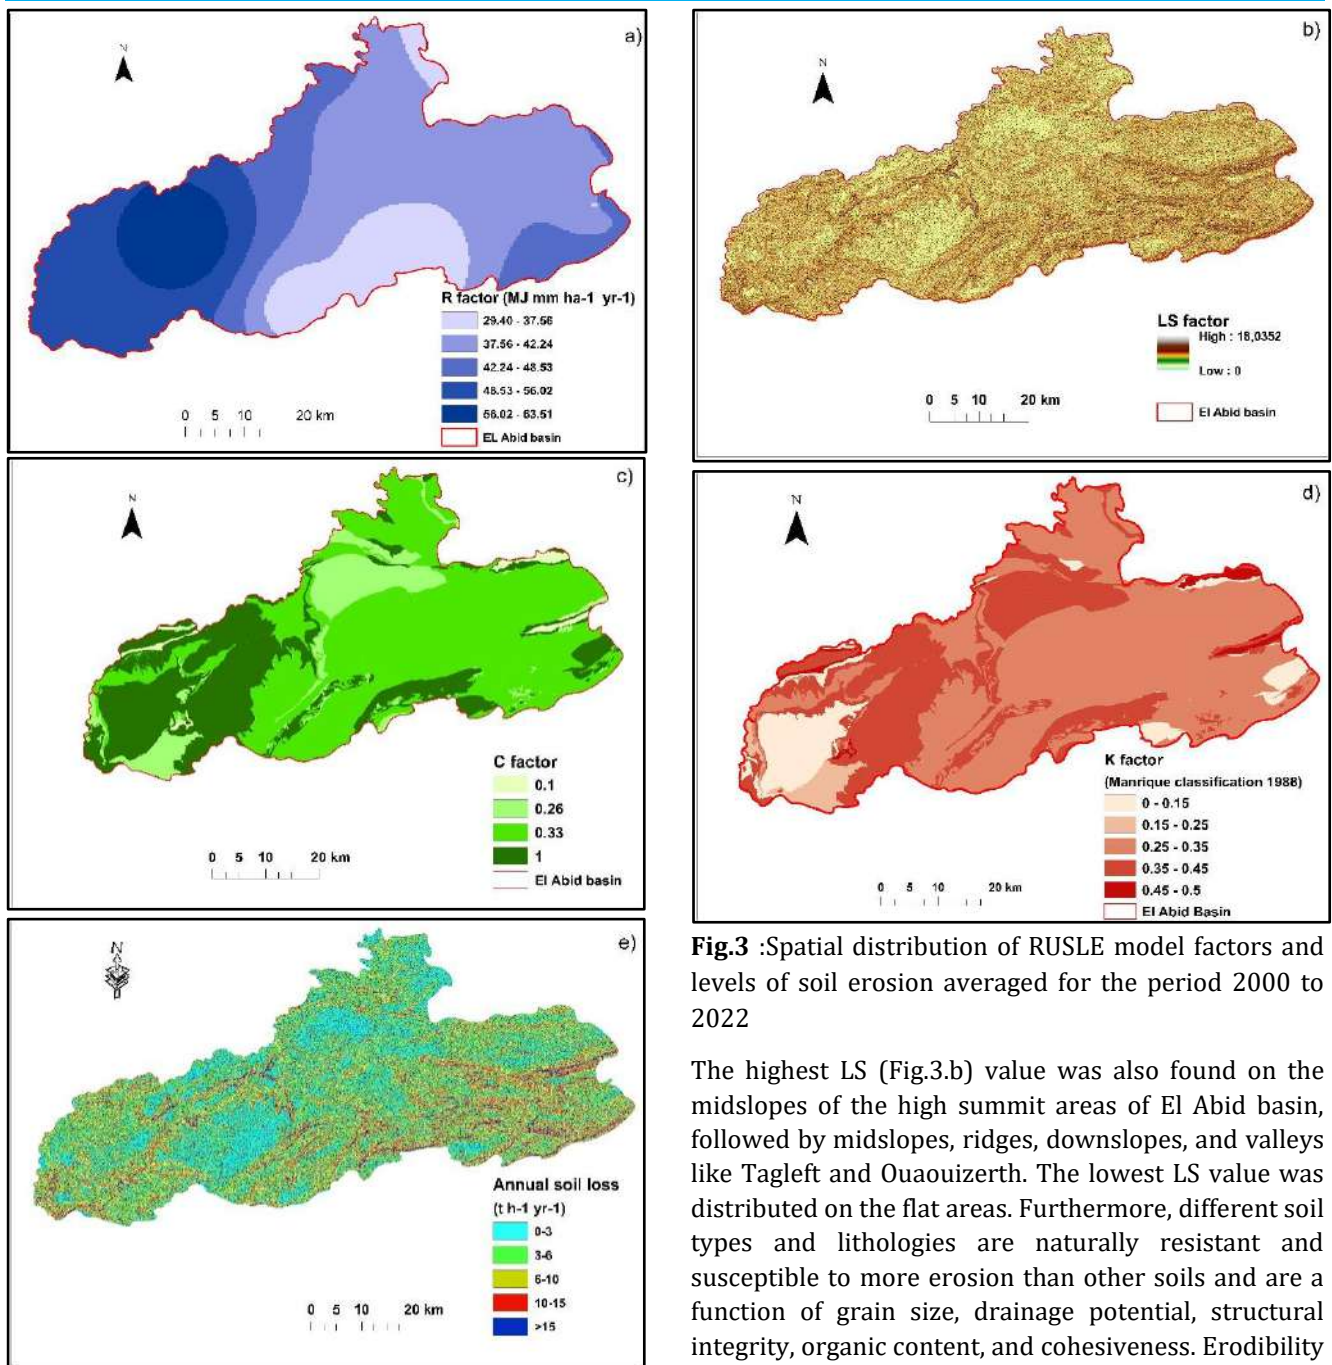 a)
N
R factor (MJ mm ha-1 yr-1)
29.40 - 37.56
37.56 - 42.24
42.24 - 48.53
48.53 - 56.02
56.02 - 63.51
EL Abid basin
0 5 10 20 km
b)
N
LS factor
High : 18,0352
Low : 0
0 5 10 20 km
El Abid basin
c)
N
C factor
0.1
0.26
0.33
1
El Abid basin
0 5 10 20 km
d)
N
K factor
(Manrique classification 1988)
0 - 0.15
0.15 - 0.25
0.25 - 0.35
0.35 - 0.45
0.45 - 0.5
El Abid Basin
0 5 10 20 km
e)
N
Annual soil loss
(t h-1 yr-1)
0-3
3-6
6-10
10-15
>15
0 5 10 20 km
Fig.3 :Spatial distribution of RUSLE model factors and
levels of soil erosion averaged for the period 2000 to
2022
The highest LS (Fig.3.b) value was also found on the
midslopes of the high summit areas of El Abid basin,
followed by midslopes, ridges, downslopes, and valleys
like Tagleft and Ouaouizerth. The lowest LS value was
distributed on the flat areas. Furthermore, different soil
types and lithologies are naturally resistant and
susceptible to more erosion than other soils and are a
function of grain size, drainage potential, structural
integrity, organic content, and cohesiveness. Erodibility